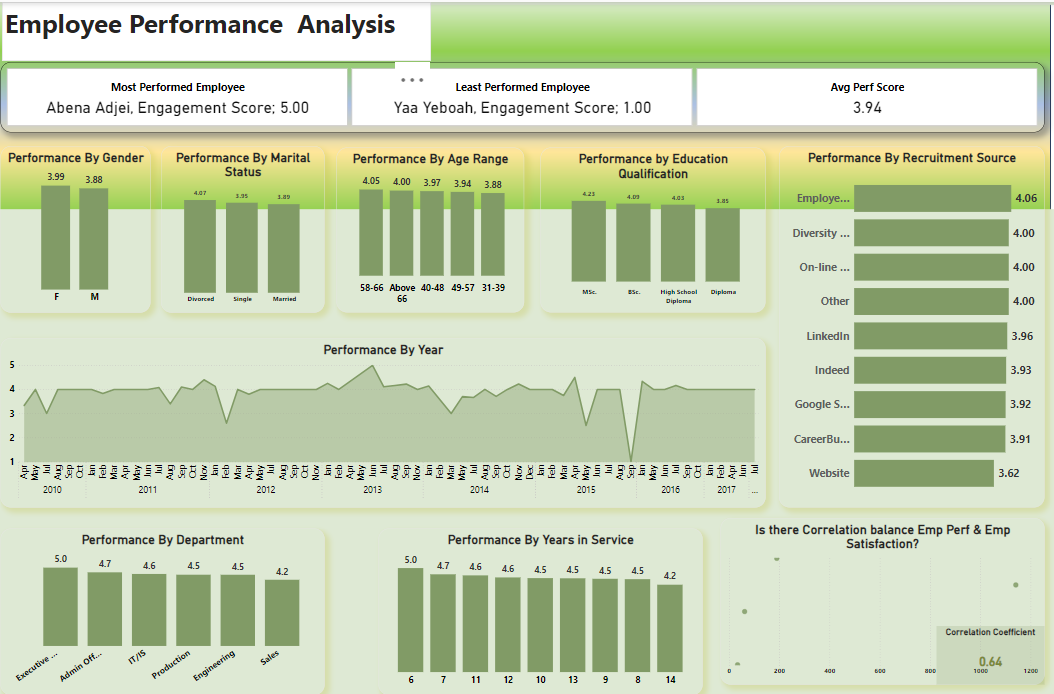 Employee Performance  Analysis
Most Performed Employee
Abena Adjei, Engagement Score; 5.00
Least Performed Employee
Yaa Yeboah, Engagement Score; 1.00
Avg Perf Score
3.94
Performance By Gender
3.99 3.88
F M
Performance By Marital
Status
4.07 3.95 3.89
Divorced Single Married
Performance By Age Range
4.05 4.00 3.97 3.94 3.88
58-66 Above 40-48 49-57 31-39
66
Performance by Education
Qualification
4.23 4.09 4.03 3.85
MSc. BSc. High School Diploma
Diploma
Performance By Recruitment Source
Employe... 4.06
Diversity ... 4.00
On-line ... 4.00
Other 4.00
LinkedIn 3.96
Indeed 3.93
Google S... 3.92
CareerBu... 3.91
Website 3.62
Performance By Year
5
4
3
2
1
Apr May Jul Aug Sep Oct Jan Feb Mar Apr May Jun Jul Aug Sep Oct Nov Jan Feb Mar Apr May Jul Aug Sep Oct Nov Jan Feb Mar Apr May Jun Jul Aug Sep Nov Jan Feb Mar Apr May Jul Aug Sep Oct Nov Dec Jan Feb Mar Apr May Jun Jul Aug Sep Jan May Jun Jul Aug Sep Oct Jan Feb Apr Jun Jul
2010 2011 2012 2013 2014 2015 2016 2017 ...
Performance By Department
5.0 4.7 4.6 4.5 4.5 4.2
Executive ... Admin Off... IT/IS Production Engineering Sales
Performance By Years in Service
5.0 4.7 4.6 4.6 4.5 4.5 4.5 4.5 4.2
6 7 11 12 10 13 9 8 14
Is there Correlation balance Emp Perf & Emp
Satisfaction?
Correlation Coefficient
0.64
0 200 400 600 800 1000 1200